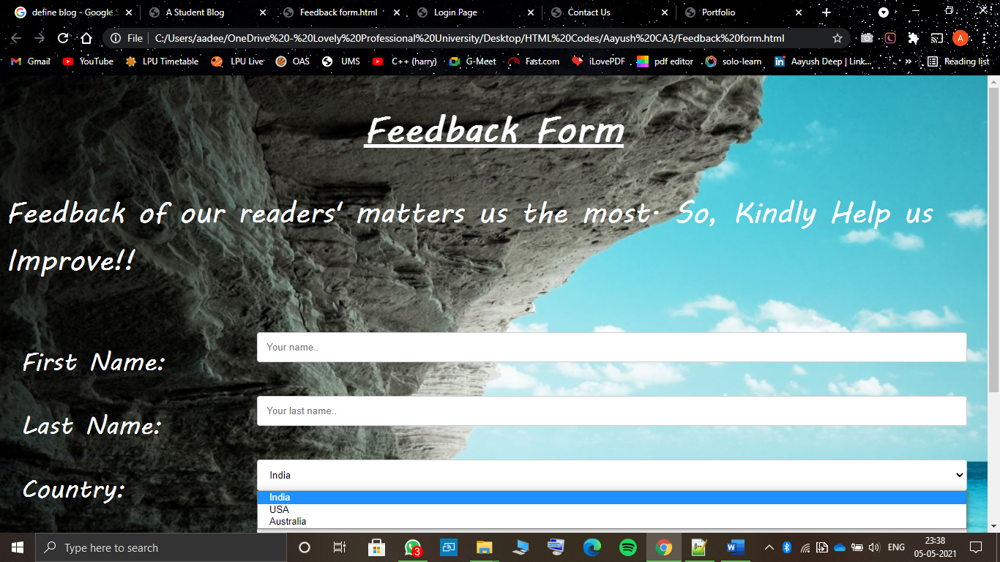 define blog - Google S
A Student Blog
Feedback form.html
Login Page
Contact Us
Portfolio
File
C:/Users/aadee/OneDrive%20-%20Lovely%20Professional%20University/Desktop/HTML%20Codes/Aayush%20CA3/Feedback%20form.html
A
Gmail
YouTube
LPU Timetable
LPU Live
OAS
UMS
C++ (harry)
G-Meet
Fast.com
iLovePDF
pdf editor
solo-learn
Aayush Deep | Link...
»
Reading list
Feedback Form
Feedback of our readers' matters us the most. So, Kindly Help us
Improve!!
First Name:
Your name..
Last Name:
Your last name..
Country:
India
India
USA
Australia
Type here to search
3
ENG
23:38
05-05-2021